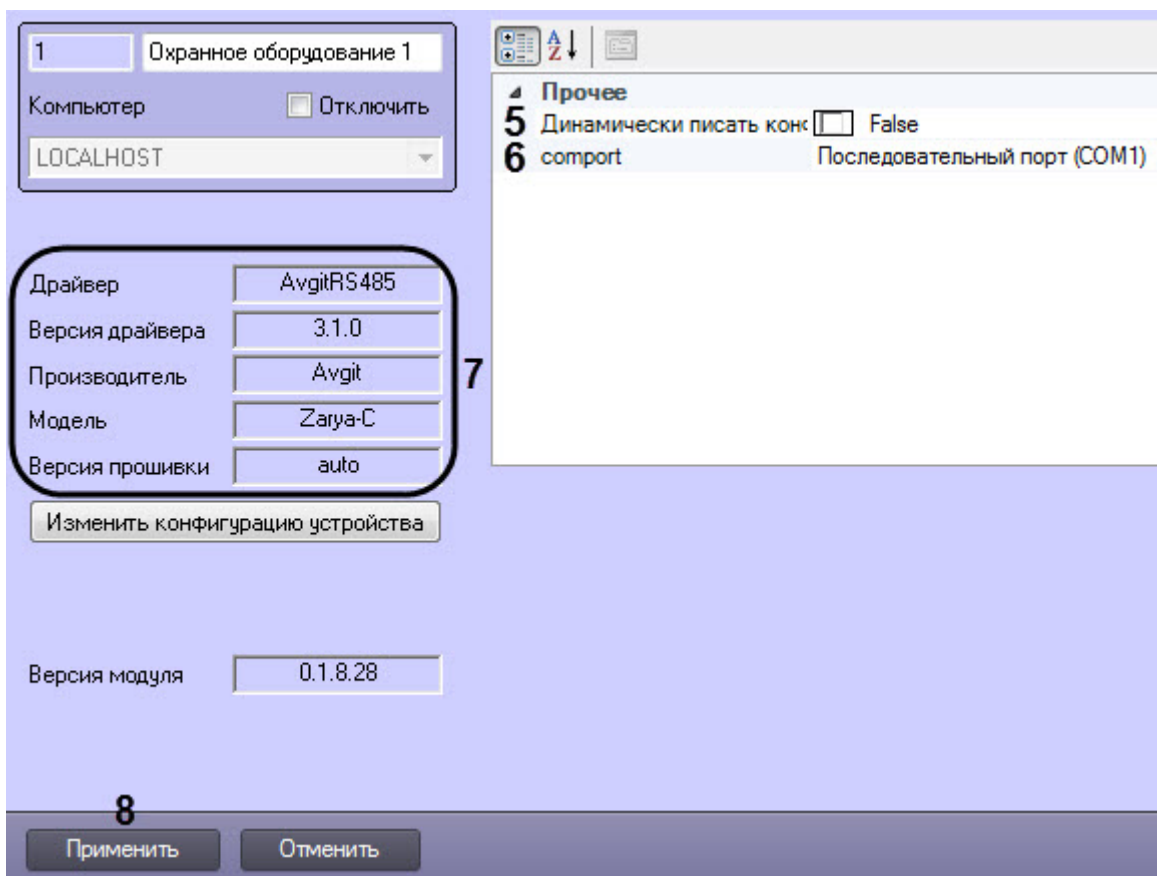 1
Охранное оборудование 1
Компьютер
Отключить
LOCALHOST
Драйвер
AvgitRS485
Версия драйвера
3.1.0
Производитель
Avgit
Модель
Zarya-C
Версия прошивки
auto
7
Изменить конфигурацию устройства
Версия модуля
0.1.8.28
A
Z
Прочее
5 Динамически писать кон False
6 comport Последовательный порт (COM1)
8
Применить
Отменить